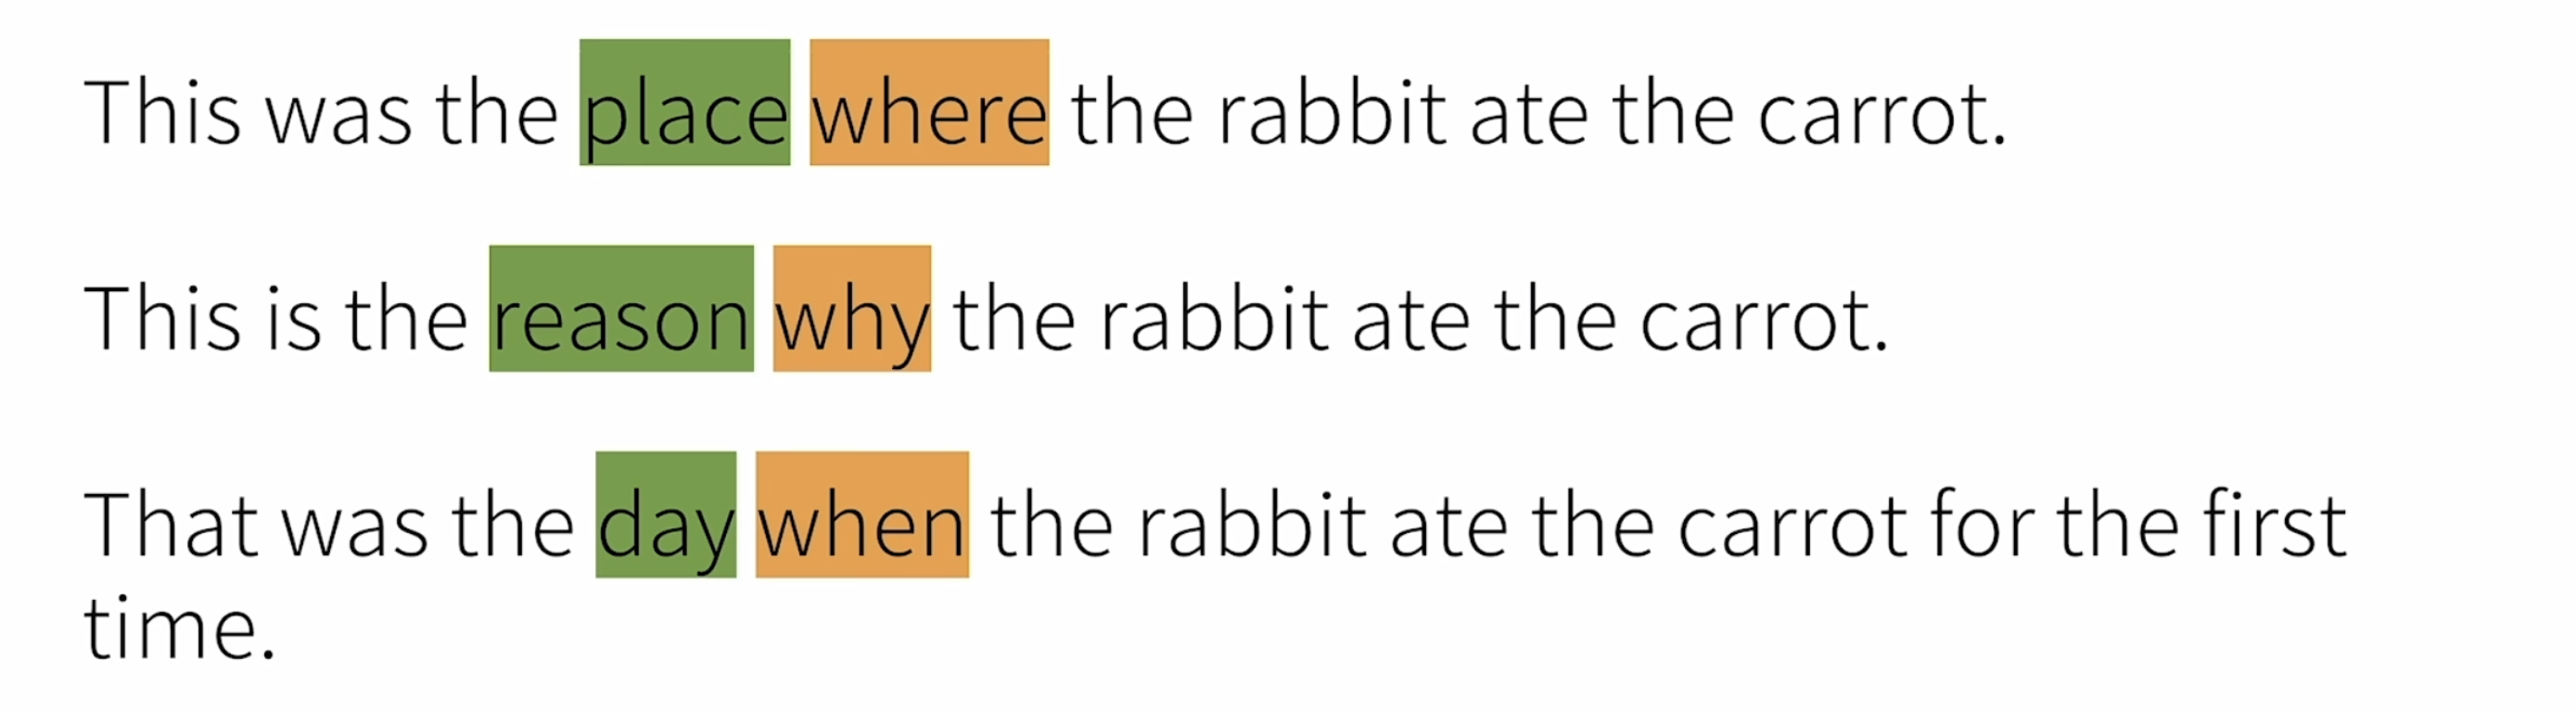 This was the place where the rabbit ate the carrot.
This is the reason why the rabbit ate the carrot.
That was the day when the rabbit ate the carrot for the first
time.